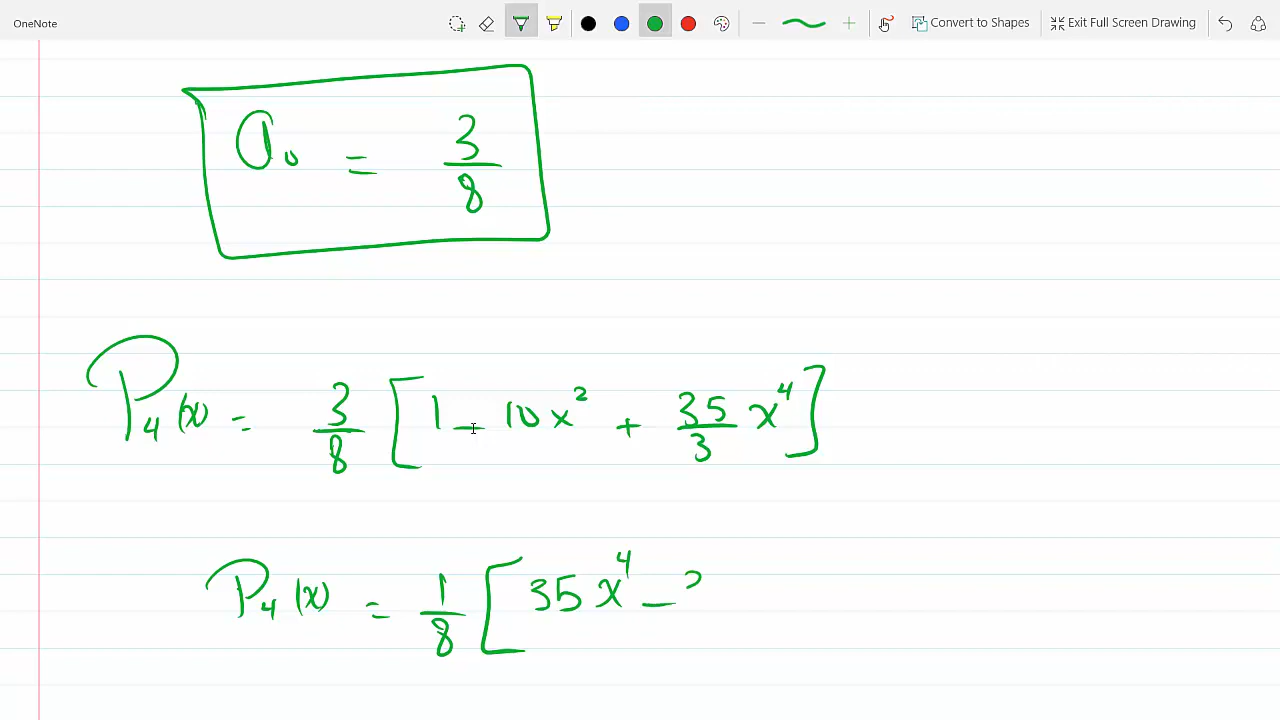 OneNote
Convert to Shapes
Exit Full Screen Drawing
a₀ = 3/8
P₄(x) = 3/8 [1 - 10x² + 35/3 x⁴]
P₄(x) = 1/8 [35x⁴ -